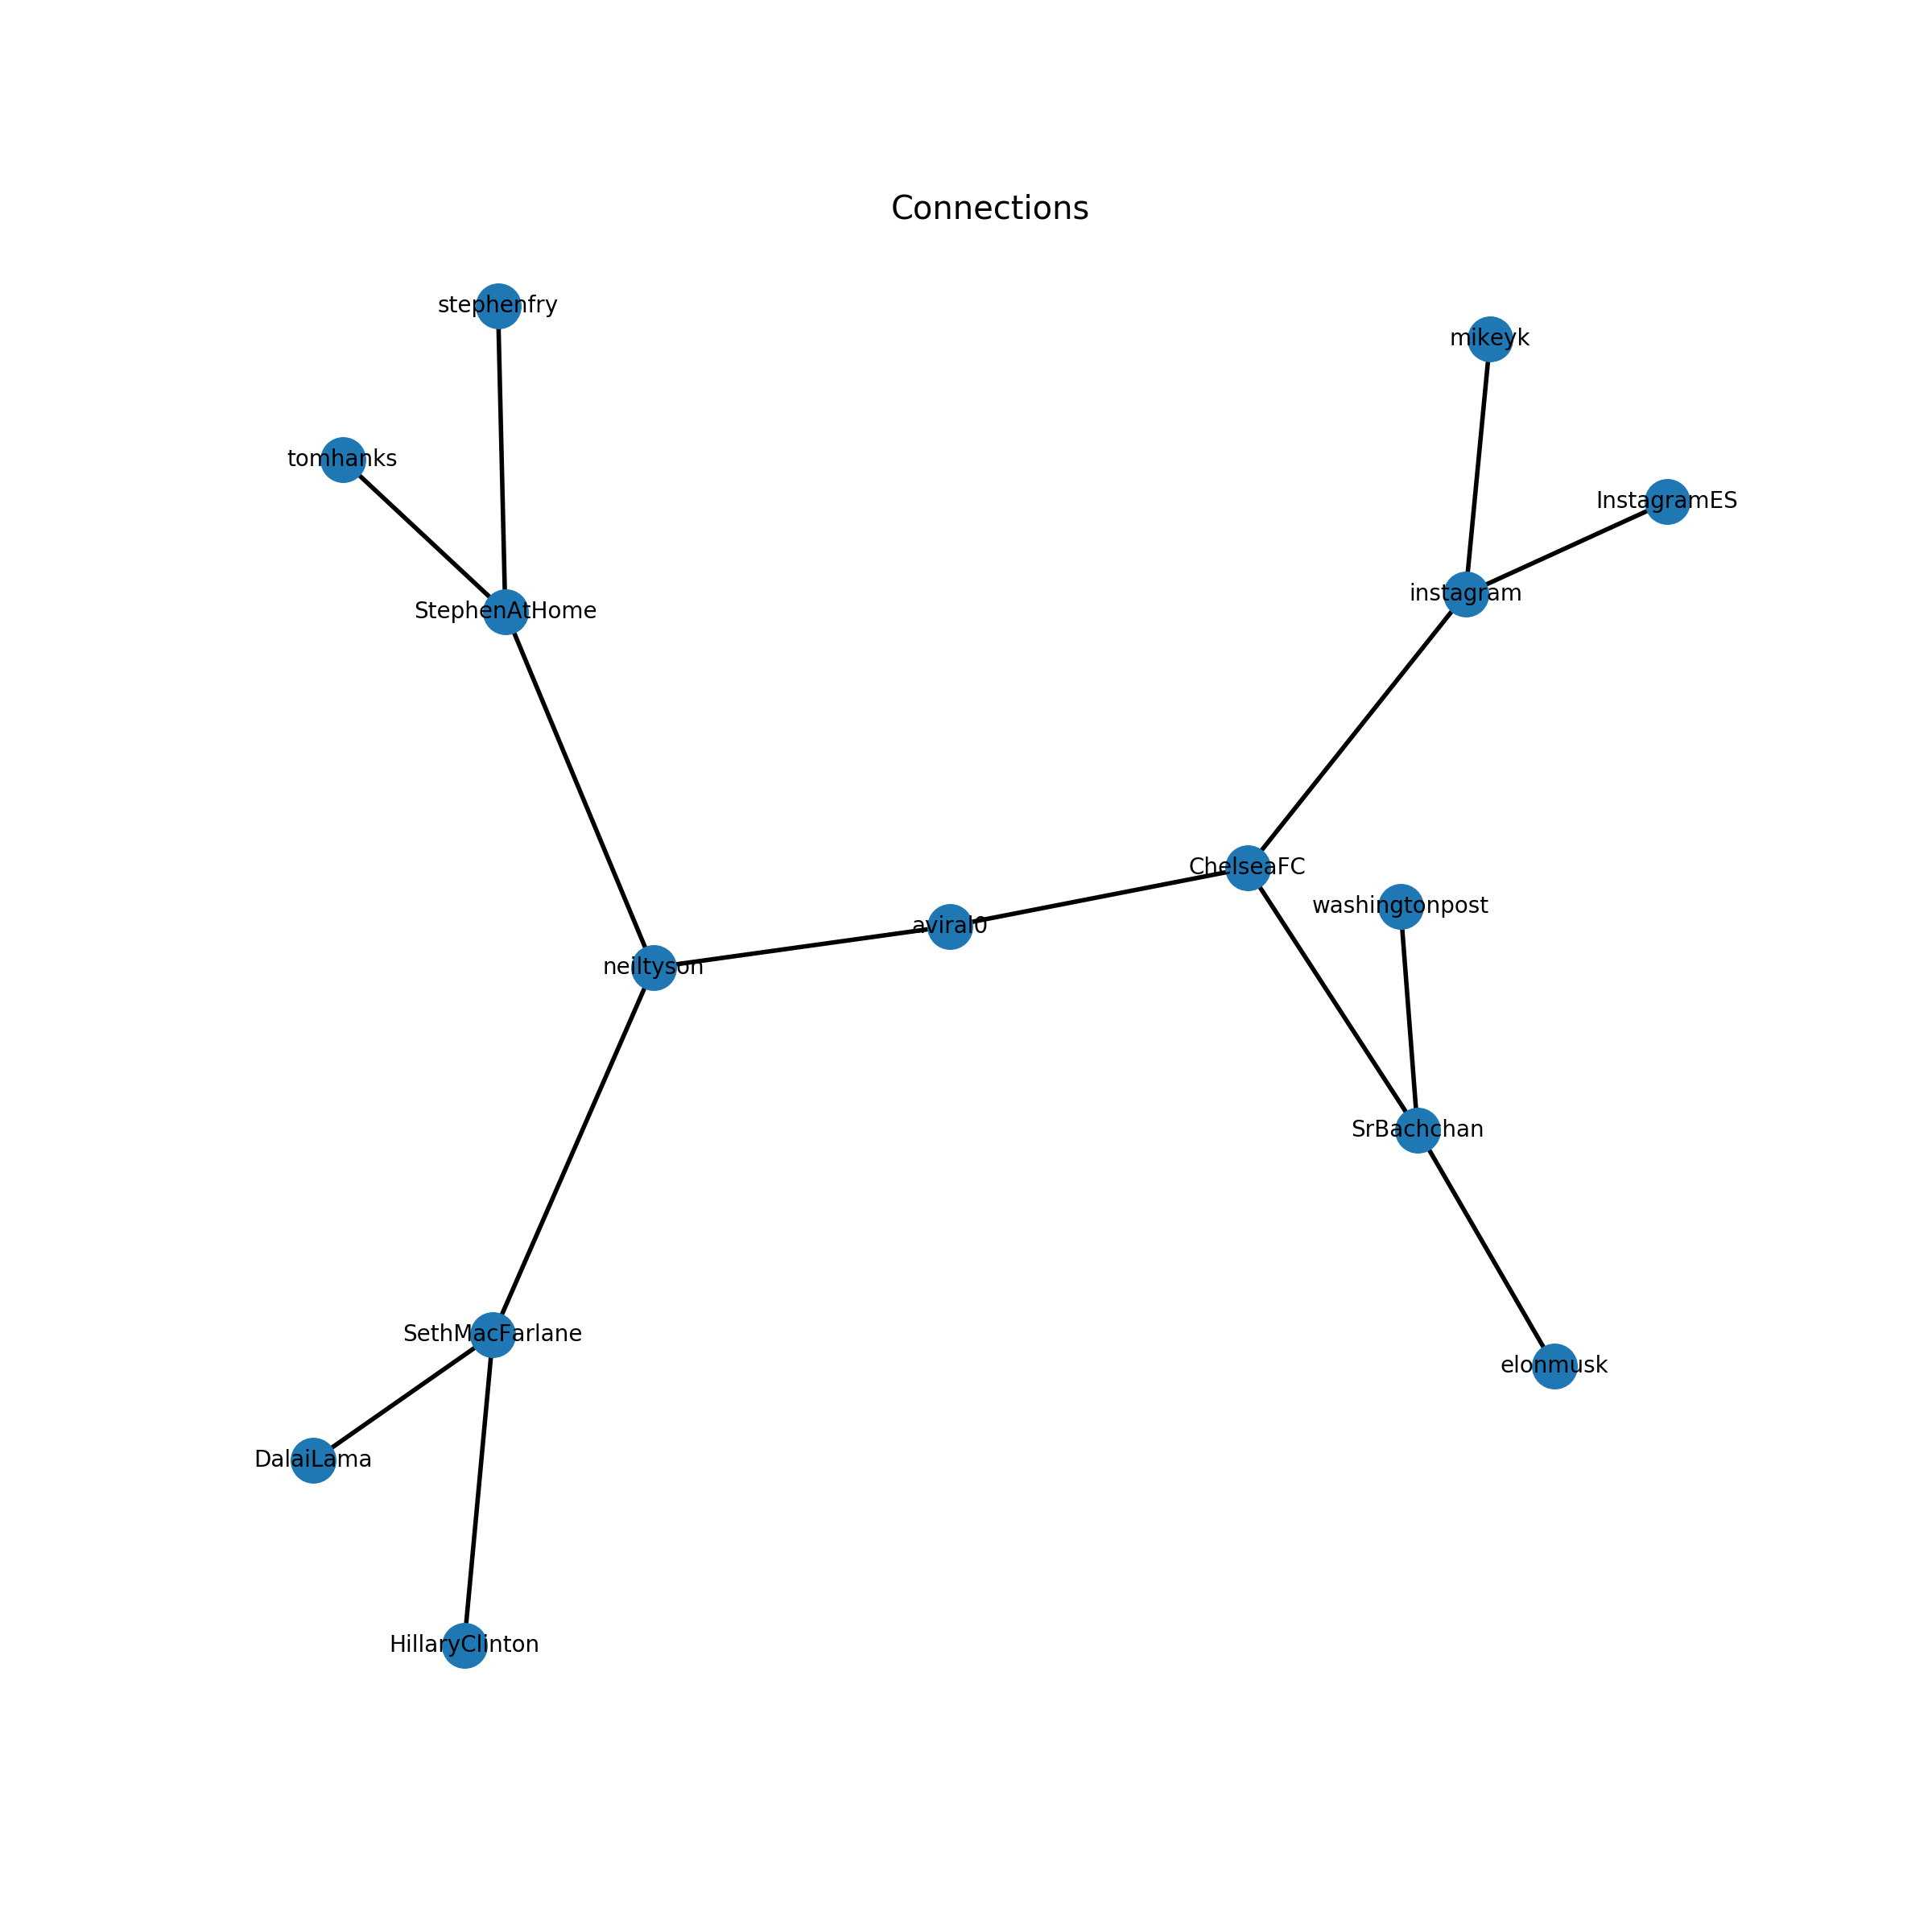 Connections
stephenfry
mikeyk
tomhanks
InstagramES
instagram
StephenAtHome
ChelseaFC
washingtonpost
aviral0
neiltyson
SrBachchan
SethMacFarlane
elonmusk
DalaiLama
HillaryClinton